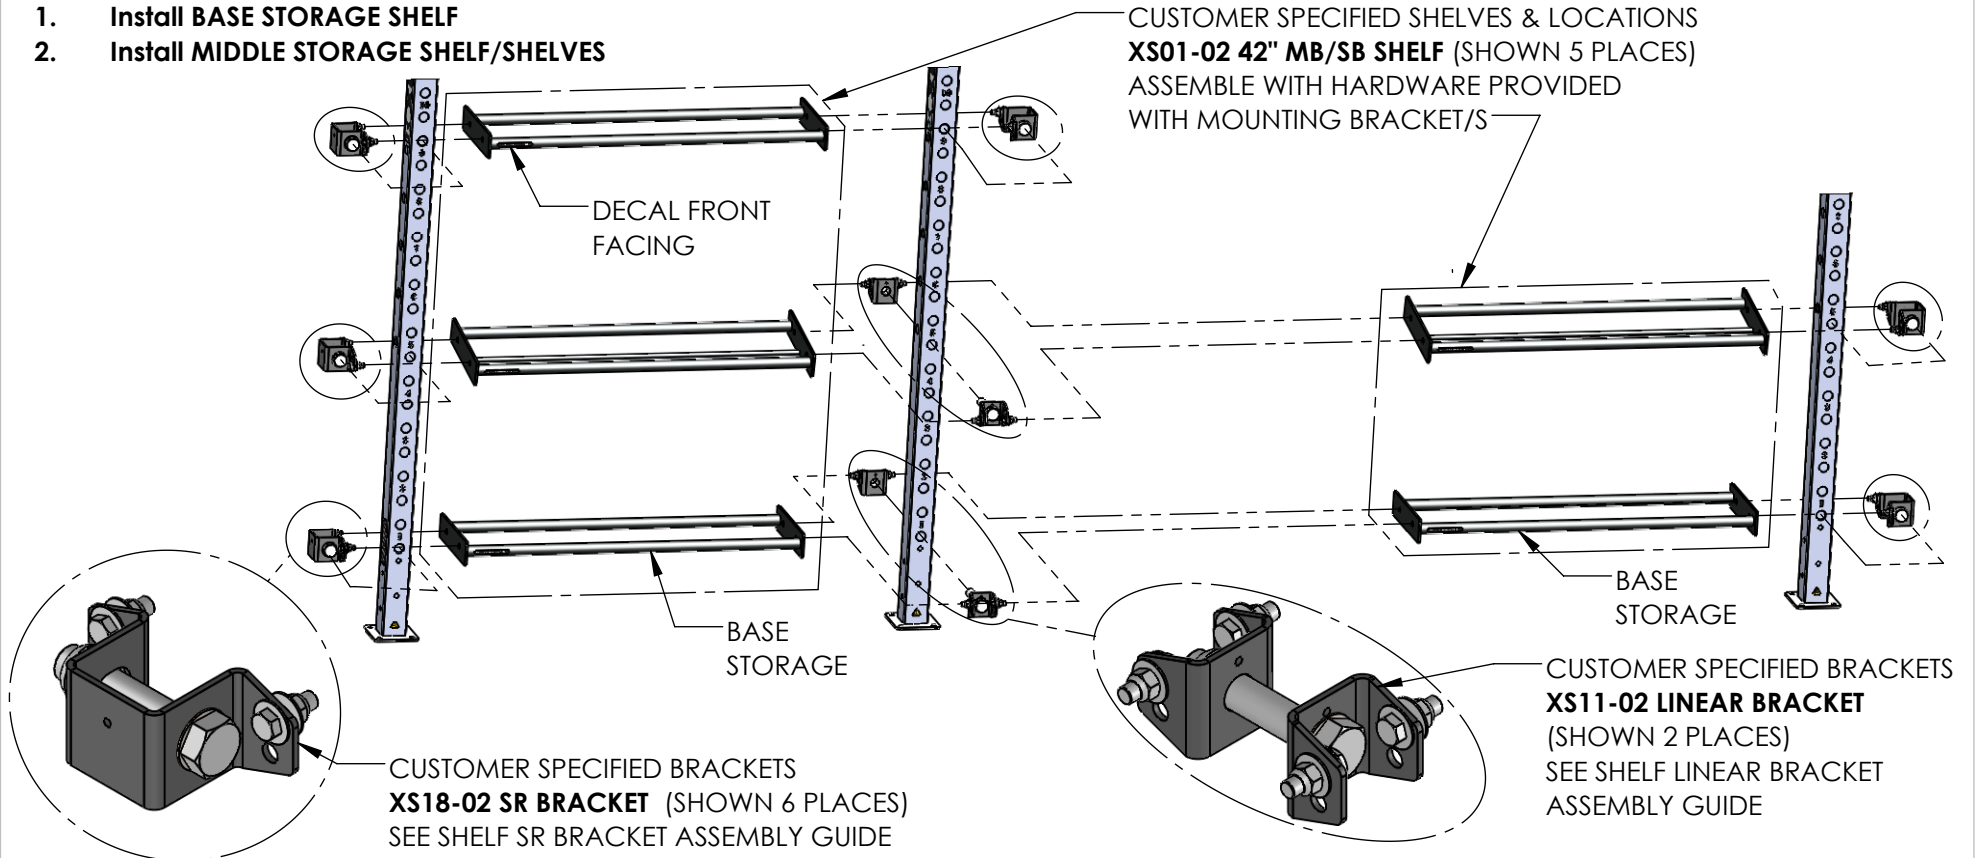 1. Install BASE STORAGE SHELF
2. Install MIDDLE STORAGE SHELF/SHELVES
CUSTOMER SPECIFIED SHELVES & LOCATIONS
XS01-02 42" MB/SB SHELF (SHOWN 5 PLACES)
ASSEMBLE WITH HARDWARE PROVIDED
WITH MOUNTING BRACKET/S
DECAL FRONT
FACING
BASE
STORAGE
BASE
STORAGE
CUSTOMER SPECIFIED BRACKETS
XS18-02 SR BRACKET (SHOWN 6 PLACES)
SEE SHELF SR BRACKET ASSEMBLY GUIDE
CUSTOMER SPECIFIED BRACKETS
XS11-02 LINEAR BRACKET
(SHOWN 2 PLACES)
SEE SHELF LINEAR BRACKET
ASSEMBLY GUIDE